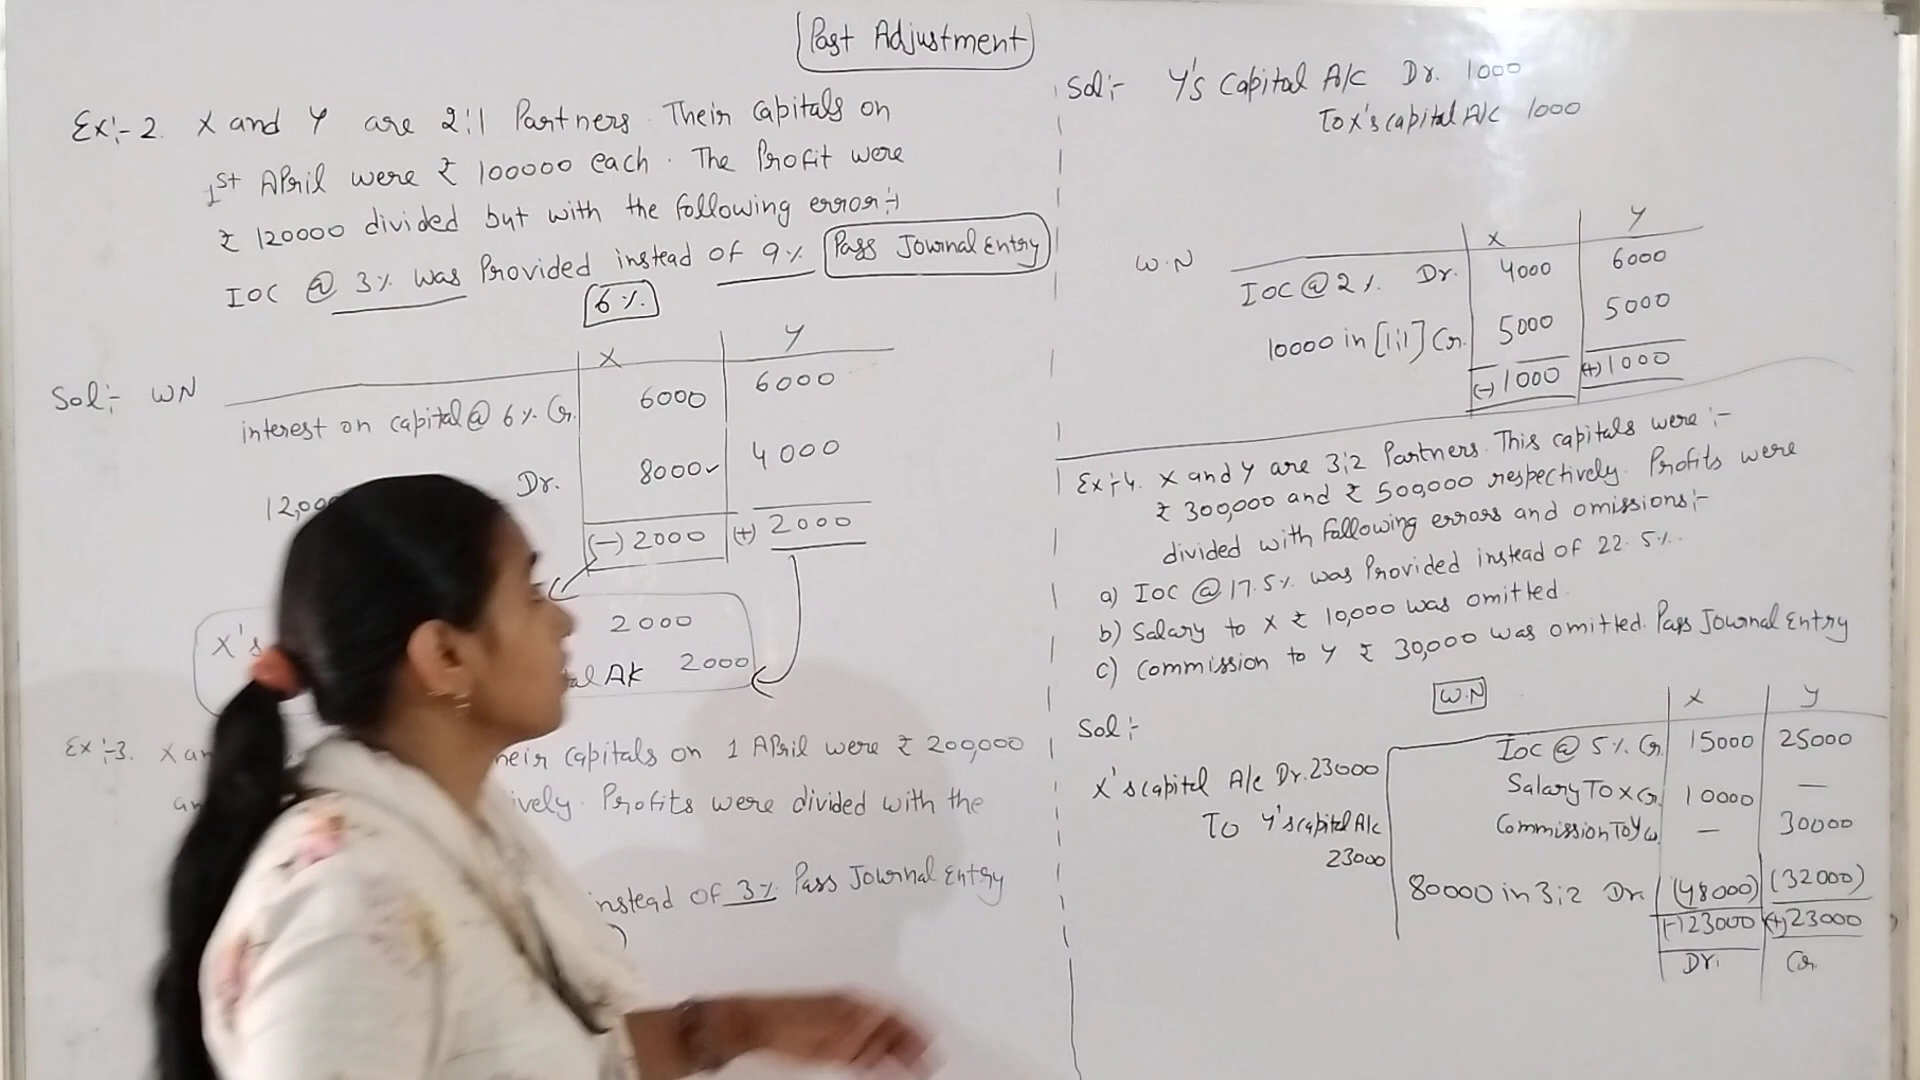 Past Adjustment
Ex:- 2. X and Y are 2:1 Partners. Their capitals on
1st April were ₹ 100000 each. The Profit were
₹ 120000 divided but with the following error:-
IOC @ 3% was Provided instead of 9% Pass Journal Entry
6%
Sol:- WN
X Y
interest on capital @ 6% Cr. 6000 6000
Dr. 8000 4000
(-) 2000 (+) 2000
X's 2000
A/c 2000
Ex:-3. X capitals on 1 April were ₹ 200,000
Profits were divided with the
instead of 3% Pass Journal Entry
Sol:- Y's Capital A/c Dr. 1000
To X's capital A/c 1000
W.N
X Y
IOC @ 2%. Dr. 4000 6000
10000 in [1:1] Cr. 5000 5000
(-) 1000 (+) 1000
Ex:-4. X and Y are 3:2 Partners. This capitals were :-
₹ 300,000 and ₹ 500,000 respectively. Profits were
divided with following errors and omissions:-
a) IOC @ 17.5% was Provided instead of 22.5%.
b) Salary to X ₹ 10,000 was omitted.
c) Commission to Y ₹ 30,000 was omitted. Pass Journal Entry
W.N
Sol:-
X Y
IOC @ 5%. Cr. 15000 25000
Salary To X Cr. 10000 —
Commission To Y Cr. — 30000
80000 in 3:2 Dr. (48000) (32000)
(-) 23000 (+) 23000
Dr. Cr.
X's capital A/c Dr. 23000
To Y's capital A/c
23000